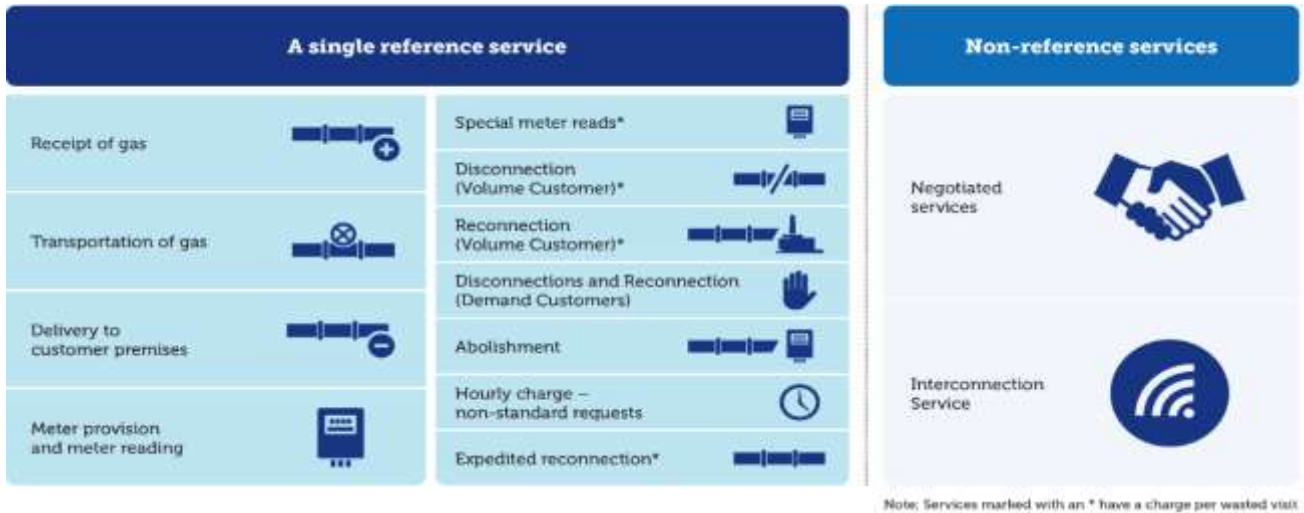 A single reference service
Receipt of gas
Transportation of gas
Delivery to
customer premises
Meter provision
and meter reading
Special meter reads*
Disconnection
(Volume Customer)*
Reconnection
(Volume Customer)*
Disconnections and Reconnection
(Demand Customers)
Abolishment
Hourly charge –
non-standard requests
Expedited reconnection*
Non-reference services
Negotiated
services
Interconnection
Service
Note: Services marked with an * have a charge per wasted visit